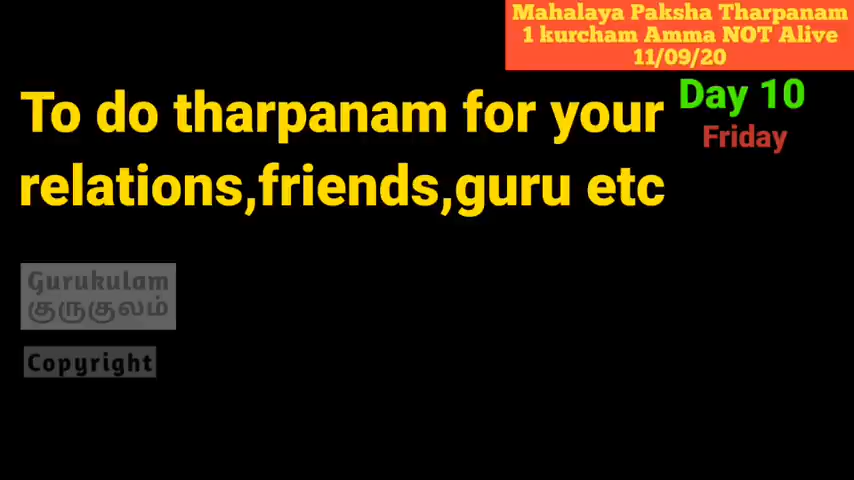 Mahalaya Paksha Tharpanam
1 kurcham Amma NOT Alive
11/09/20
To do tharpanam for your
relations,friends,guru etc
Day 10
Friday
Gurukulam
குருகுலம்
Copyright